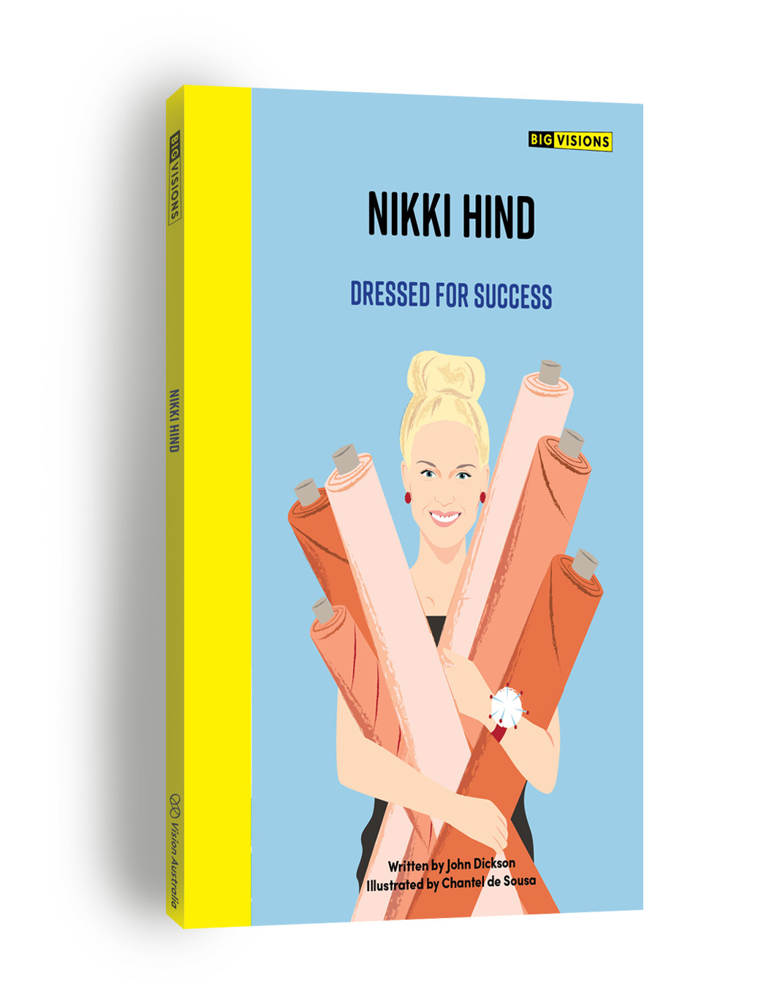 BIG VISIONS
NIKKI HIND
DRESSED FOR SUCCESS
Written by John Dickson
Illustrated by Chantel de Sousa
BIG VISIONS
NIKKI HIND
Vision Australia